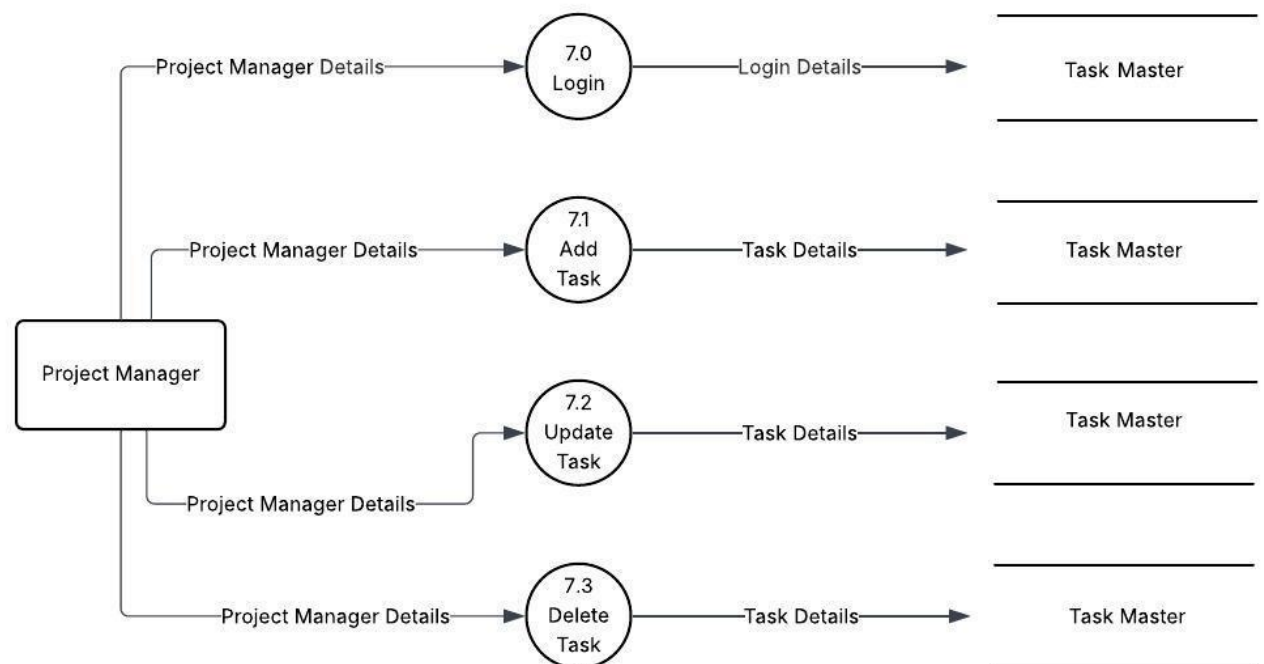 Project Manager Details
7.0
Login
Login Details
Task Master
Project Manager Details
7.1
Add
Task
Task Details
Task Master
Project Manager
Project Manager Details
7.2
Update
Task
Task Details
Task Master
Project Manager Details
7.3
Delete
Task
Task Details
Task Master